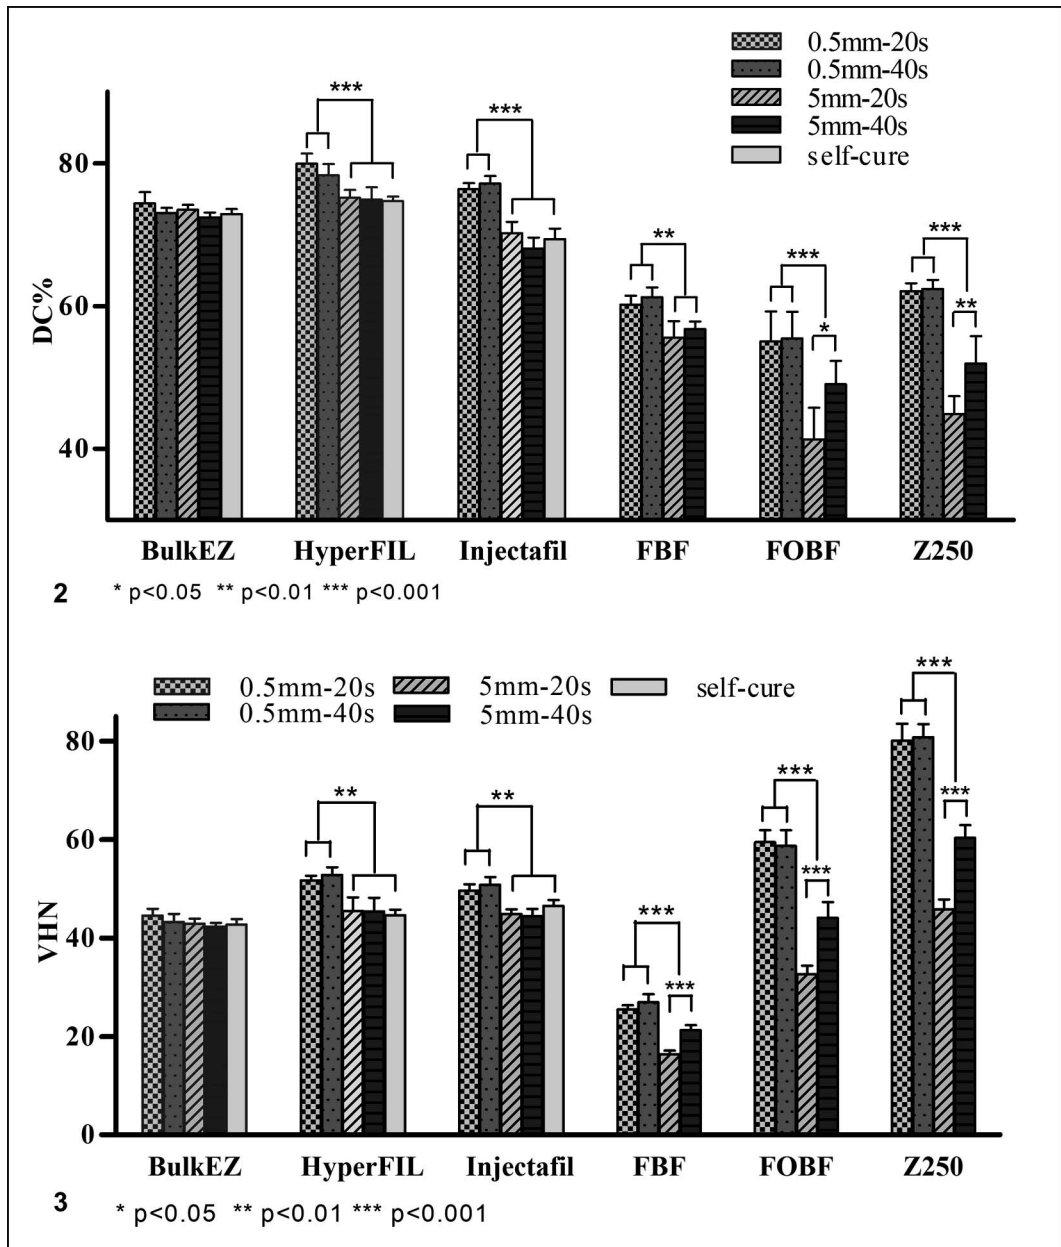 0.5mm-20s
0.5mm-40s
5mm-20s
5mm-40s
self-cure
DC%
80
60
40
*** *** ** *** *** * **
BulkEZ HyperFIL Injectafil FBF FOBF Z250
2 * p<0.05 ** p<0.01 *** p<0.001
0.5mm-20s 5mm-20s self-cure
0.5mm-40s 5mm-40s
VHN
80
60
40
20
0
** ** *** *** *** *** *** ***
BulkEZ HyperFIL Injectafil FBF FOBF Z250
3 * p<0.05 ** p<0.01 *** p<0.001